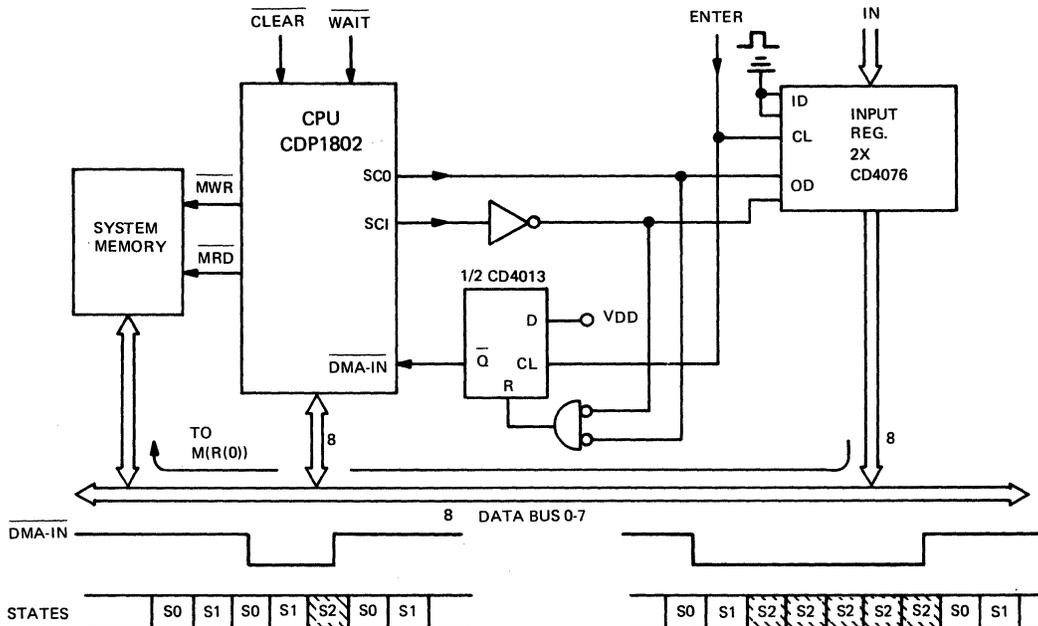 CLEAR WAIT
ENTER
IN
CPU
CDP1802
ID
CL
OD
INPUT
REG.
2X
CD4076
SC0
SCI
MWR
MRD
SYSTEM
MEMORY
1/2 CD4013
D
VDD
Q
CL
R
DMA-IN
TO
M(R(0))
8
8
8 DATA BUS 0-7
DMA-IN
STATES S0 S1 S0 S1 S2 S0 S1 S0 S1 S2 S2 S2 S2 S2 S0 S1